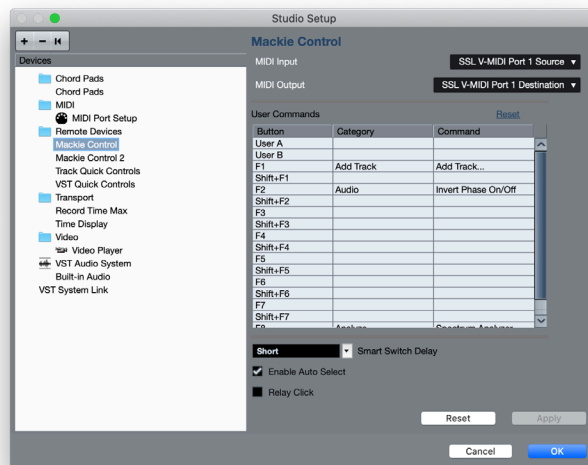 Studio Setup
+ −
Devices
Chord Pads
Chord Pads
MIDI
MIDI Port Setup
Remote Devices
Mackie Control
Mackie Control 2
Track Quick Controls
VST Quick Controls
Transport
Record Time Max
Time Display
Video
Video Player
VST Audio System
Built-in Audio
VST System Link
Mackie Control
MIDI Input SSL V-MIDI Port 1 Source
MIDI Output SSL V-MIDI Port 1 Destination
User Commands Reset
Button Category Command
User A
User B
F1 Add Track Add Track...
Shift+F1
F2 Audio Invert Phase On/Off
Shift+F2
F3
Shift+F3
F4
Shift+F4
F5
Shift+F5
F6
Shift+F6
F7
Shift+F7
F8 Analyze Spectrum Analyzer
Short Smart Switch Delay
Enable Auto Select
Relay Click
Reset Apply
Cancel OK